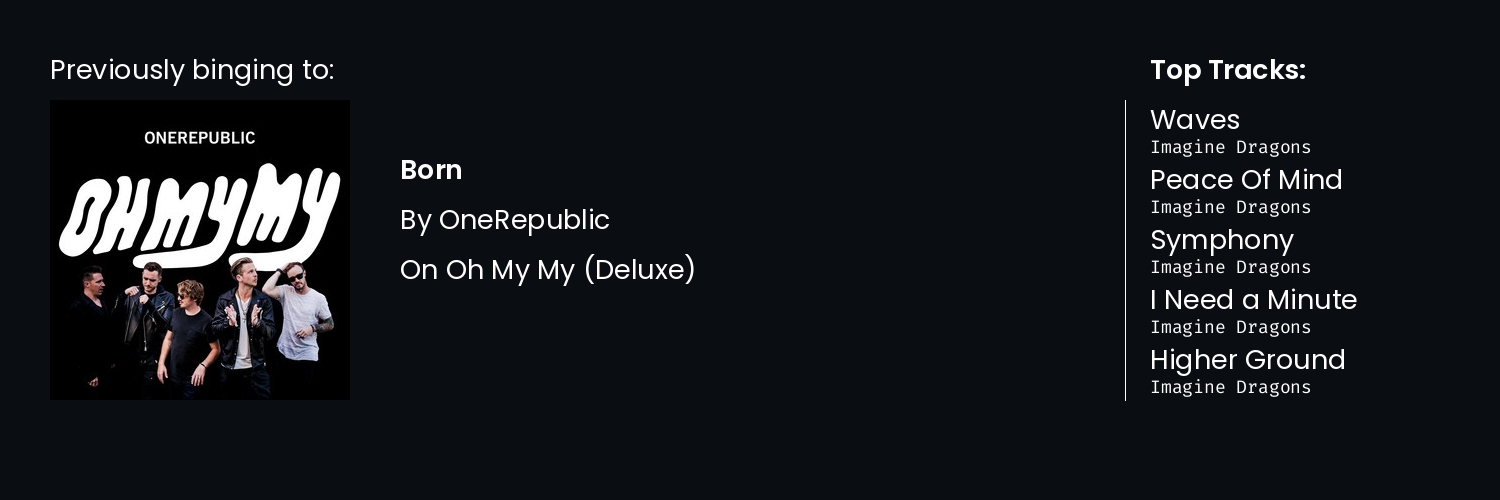 Previously binging to:
ONEREPUBLIC
OH MY MY
Born
By OneRepublic
On Oh My My (Deluxe)
Top Tracks:
Waves
Imagine Dragons
Peace Of Mind
Imagine Dragons
Symphony
Imagine Dragons
I Need a Minute
Imagine Dragons
Higher Ground
Imagine Dragons